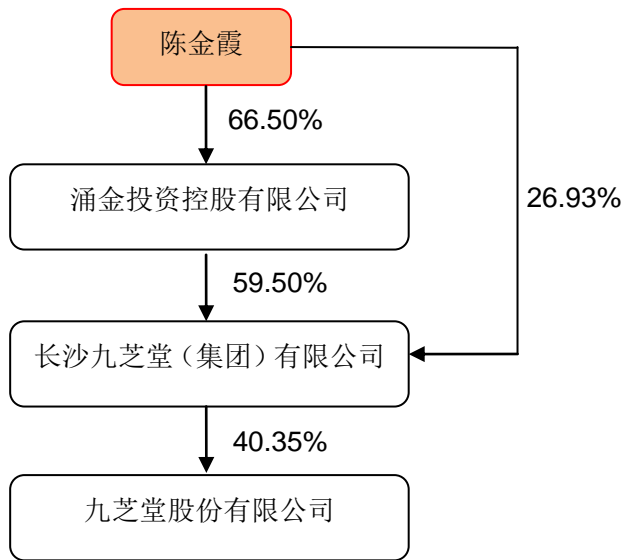 陈金霞
66.50%
涌金投资控股有限公司
26.93%
59.50%
长沙九芝堂（集团）有限公司
40.35%
九芝堂股份有限公司